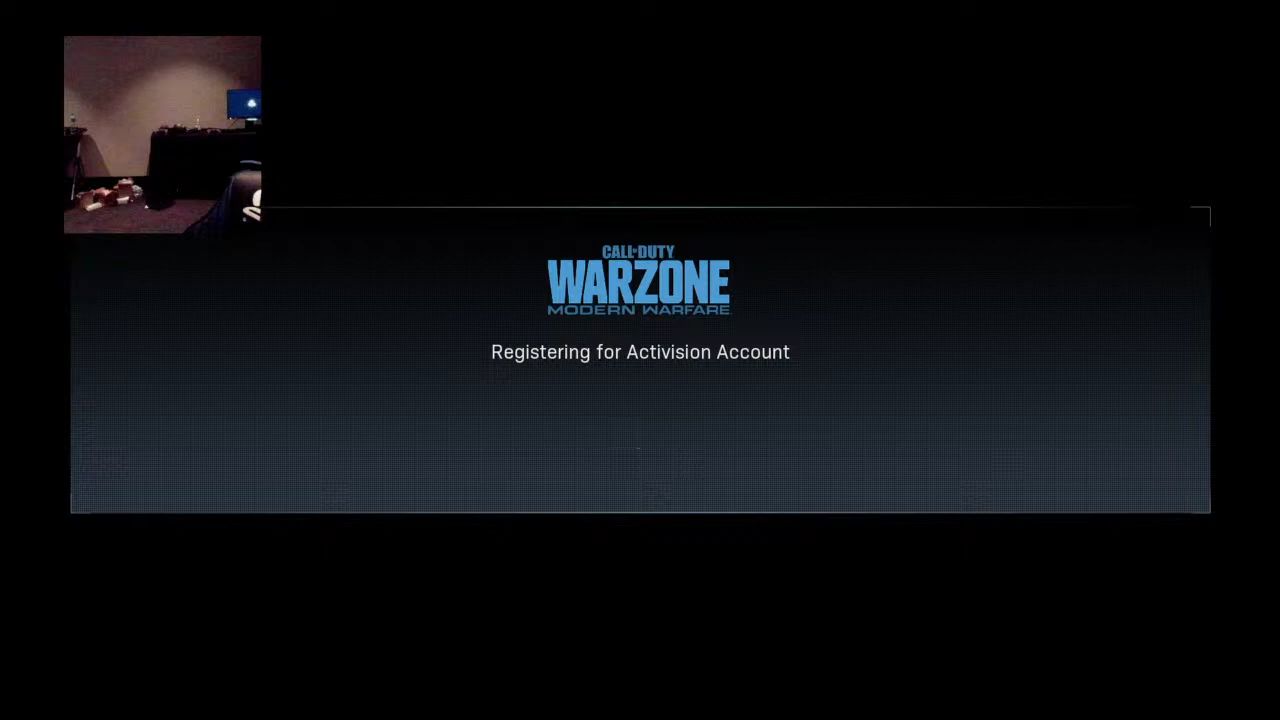 CALL OF DUTY
WARZONE
MODERN WARFARE
Registering for Activision Account